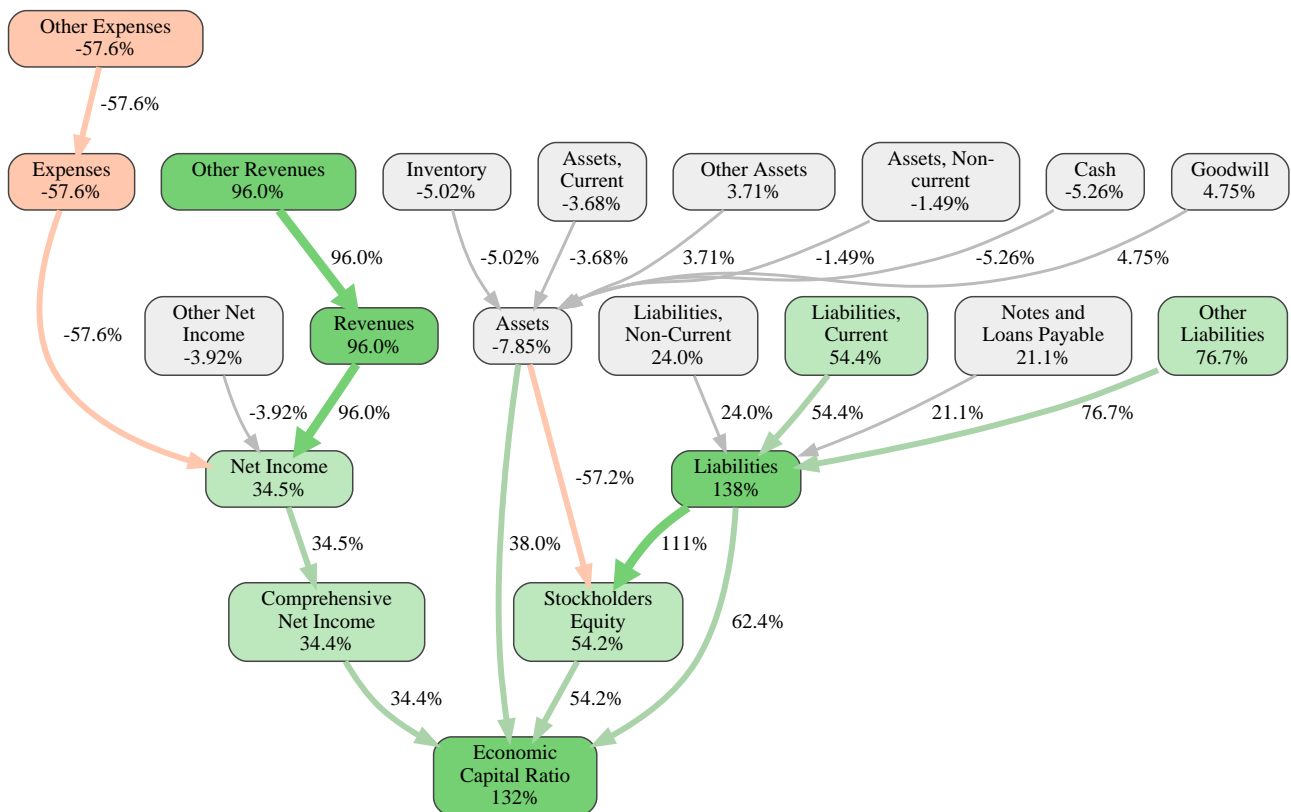 Other Expenses
-57.6%
-57.6%
Expenses
-57.6%
Other Revenues
96.0%
Inventory
-5.02%
Assets,
Current
-3.68%
Other Assets
3.71%
Assets, Non-
current
-1.49%
Cash
-5.26%
Goodwill
4.75%
96.0%
-5.02%
-3.68%
3.71%
-1.49%
-5.26%
4.75%
-57.6%
Other Net
Income
-3.92%
Revenues
96.0%
Assets
-7.85%
Liabilities,
Non-Current
24.0%
Liabilities,
Current
54.4%
Notes and
Loans Payable
21.1%
Other
Liabilities
76.7%
-3.92%
96.0%
24.0%
54.4%
21.1%
76.7%
Net Income
34.5%
-57.2%
Liabilities
138%
34.5%
38.0%
111%
Comprehensive
Net Income
34.4%
Stockholders
Equity
54.2%
62.4%
34.4%
54.2%
Economic
Capital Ratio
132%